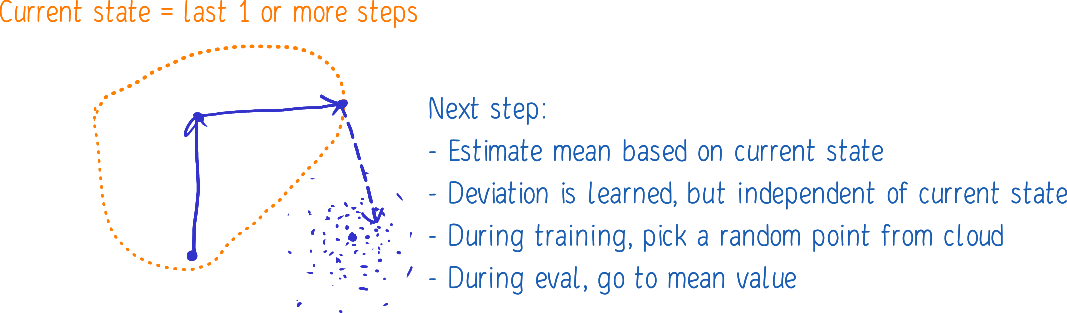 Current state = last 1 or more steps
Next step:
- Estimate mean based on current state
- Deviation is learned, but independent of current state
- During training, pick a random point from cloud
- During eval, go to mean value